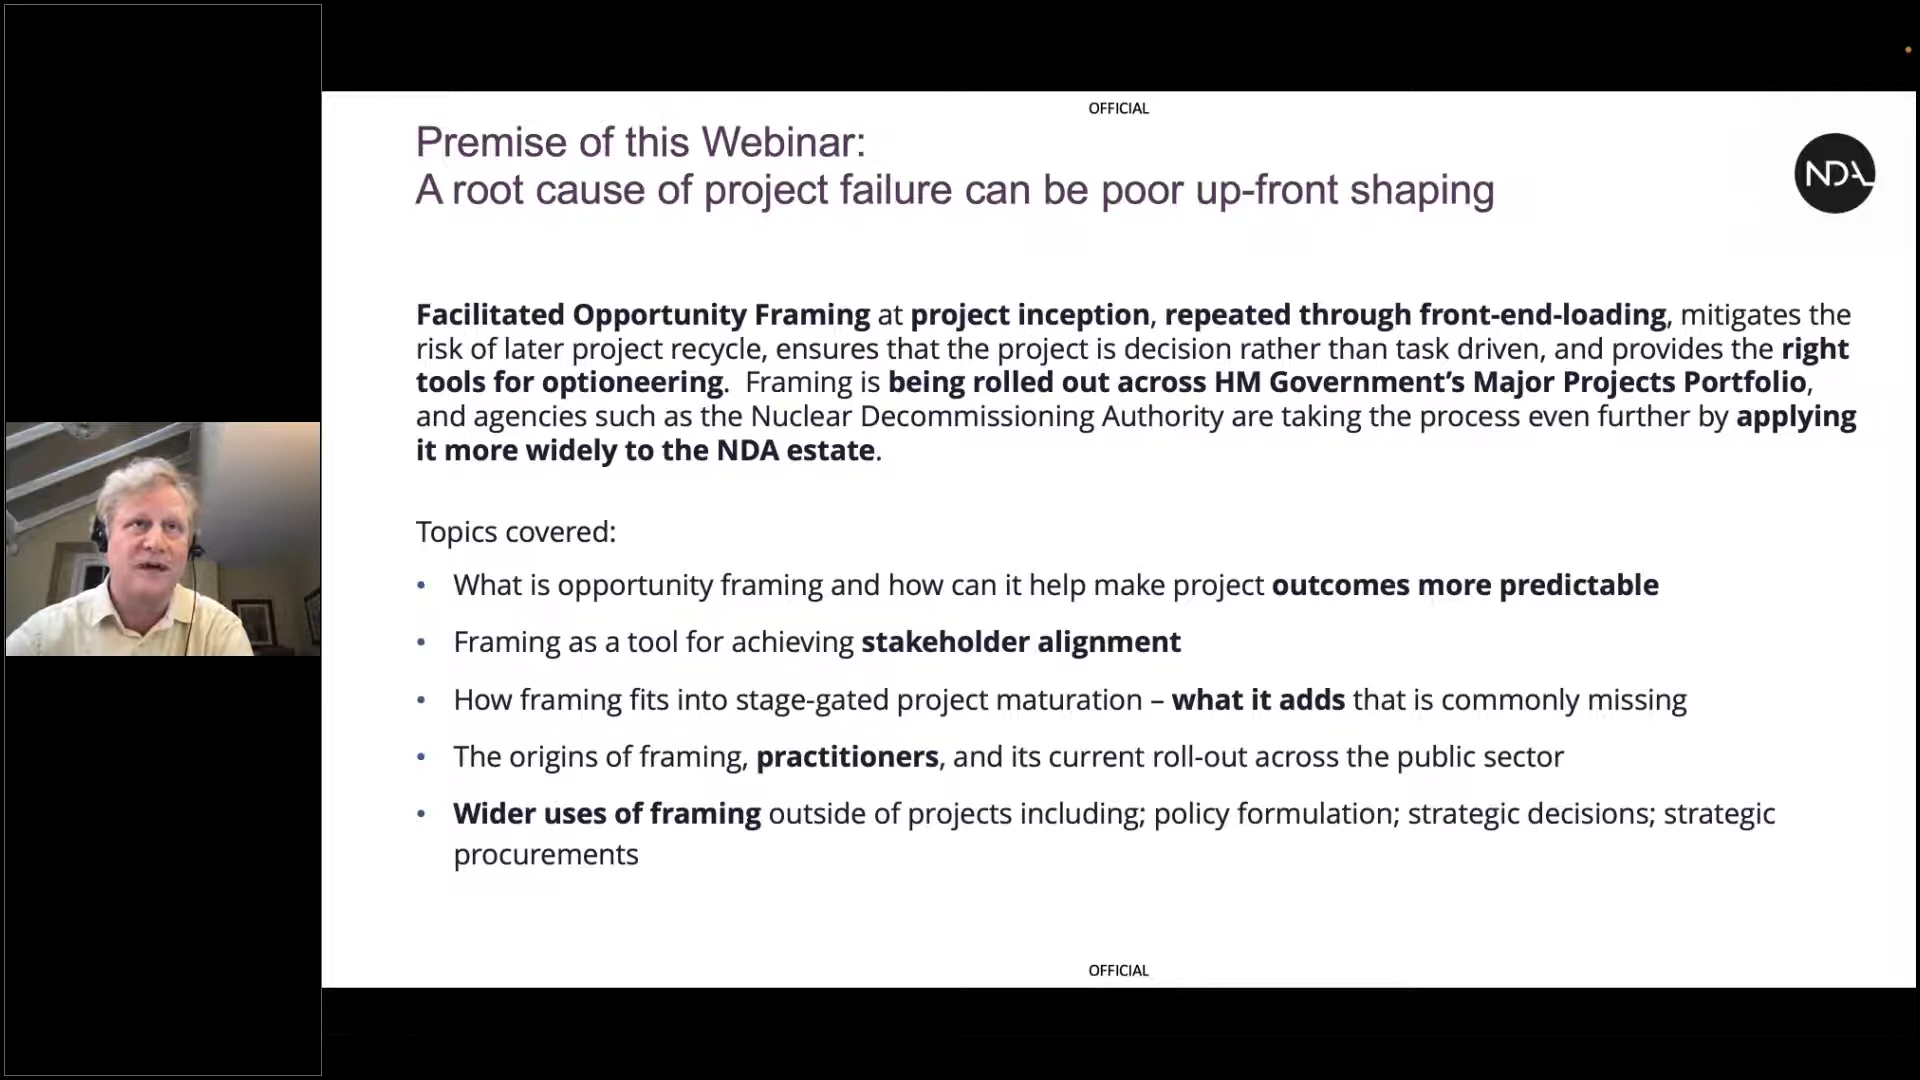 OFFICIAL
Premise of this Webinar:
A root cause of project failure can be poor up-front shaping
NDA
Facilitated Opportunity Framing at project inception, repeated through front-end-loading, mitigates the
risk of later project recycle, ensures that the project is decision rather than task driven, and provides the right
tools for optioneering.  Framing is being rolled out across HM Government’s Major Projects Portfolio,
and agencies such as the Nuclear Decommissioning Authority are taking the process even further by applying
it more widely to the NDA estate.
Topics covered:
• What is opportunity framing and how can it help make project outcomes more predictable
• Framing as a tool for achieving stakeholder alignment
• How framing fits into stage-gated project maturation – what it adds that is commonly missing
• The origins of framing, practitioners, and its current roll-out across the public sector
• Wider uses of framing outside of projects including; policy formulation; strategic decisions; strategic
procurements
OFFICIAL